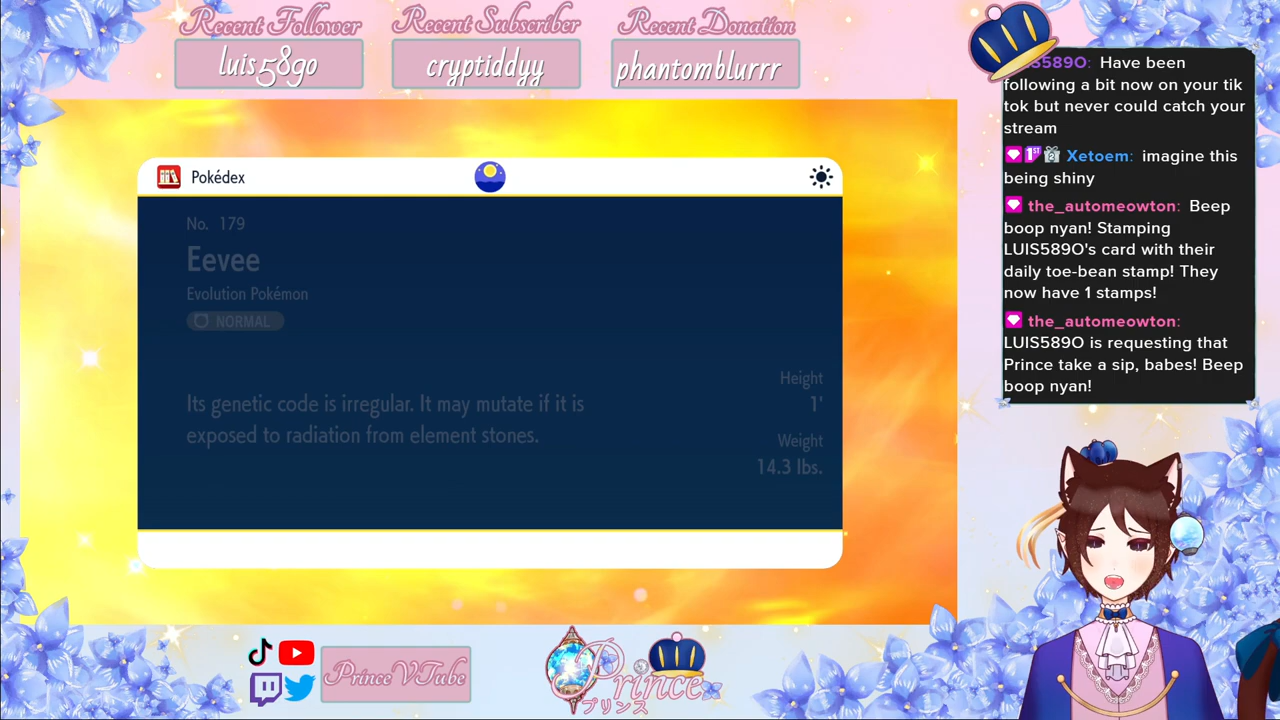 Recent Follower
Recent Subscriber
Recent Donation
luis589o
cryptiddyy
phantomblurrr
Pokédex
No. 179
Eevee
Evolution Pokémon
NORMAL
Its genetic code is irregular. It may mutate if it is
exposed to radiation from element stones.
Height
1'
Weight
14.3 lbs.
S589O: Have been
following a bit now on your tik
tok but never could catch your
stream
1ST 2 Xetoem: imagine this
being shiny
the_automeowton: Beep
boop nyan! Stamping
LUIS589O's card with their
daily toe-bean stamp! They
now have 1 stamps!
the_automeowton:
LUIS589O is requesting that
Prince take a sip, babes! Beep
boop nyan!
Prince VTube
Prince
プリンス